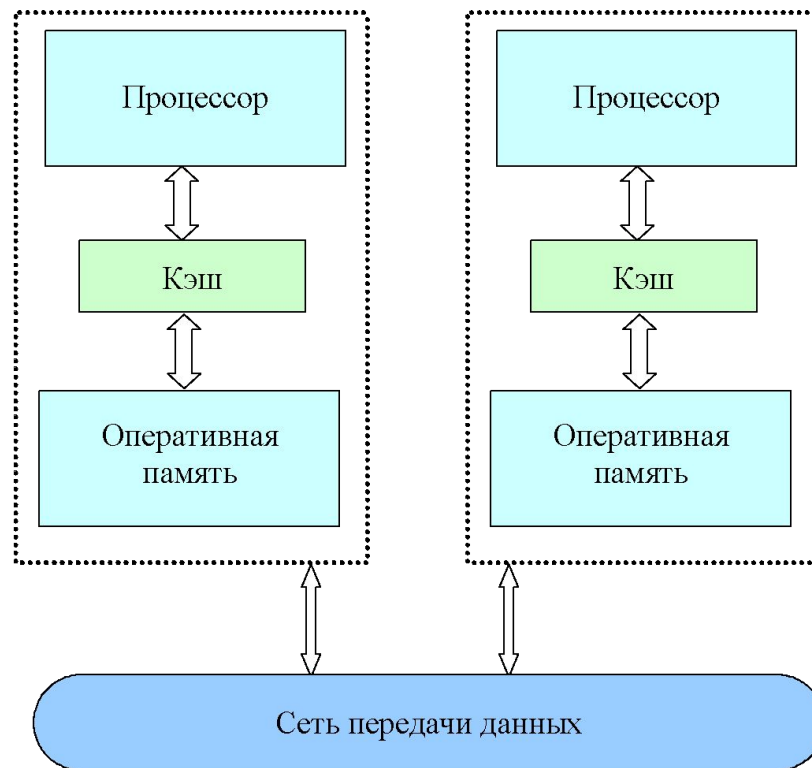 Процессор
Кэш
Оперативная
память
Процессор
Кэш
Оперативная
память
Сеть передачи данных